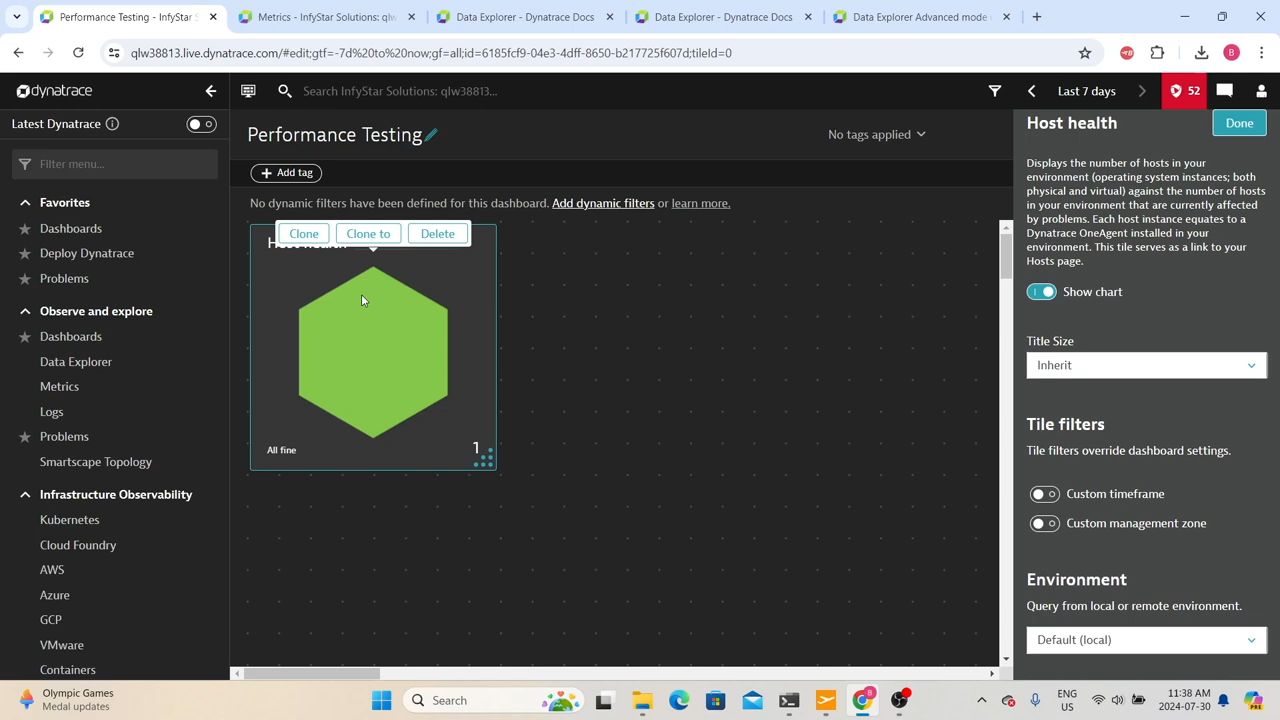 Performance Testing - InfyStar S
Metrics - InfyStar Solutions: qlw
Data Explorer - Dynatrace Docs
Data Explorer - Dynatrace Docs
Data Explorer Advanced mode
qlw38813.live.dynatrace.com/#edit;gtf=-7d%20to%20now;gf=all;id=6185fcf9-04e3-4dff-8650-b217725f607d;tileId=0
dynatrace
Search InfyStar Solutions: qlw38813...
Last 7 days
52
Latest Dynatrace
Filter menu...
Favorites
Dashboards
Deploy Dynatrace
Problems
Observe and explore
Dashboards
Data Explorer
Metrics
Logs
Problems
Smartscape Topology
Infrastructure Observability
Kubernetes
Cloud Foundry
AWS
Azure
GCP
VMware
Containers
Performance Testing
No tags applied
Add tag
No dynamic filters have been defined for this dashboard. Add dynamic filters or learn more.
Clone
Clone to
Delete
All fine
1
Host health
Done
Displays the number of hosts in your
environment (operating system instances; both
physical and virtual) against the number of hosts
in your environment that are currently affected
by problems. Each host instance equates to a
Dynatrace OneAgent installed in your
environment. This tile serves as a link to your
Hosts page.
Show chart
Title Size
Inherit
Tile filters
Tile filters override dashboard settings.
Custom timeframe
Custom management zone
Environment
Query from local or remote environment.
Default (local)
Olympic Games
Medal updates
Search
ENG
US
11:38 AM
2024-07-30